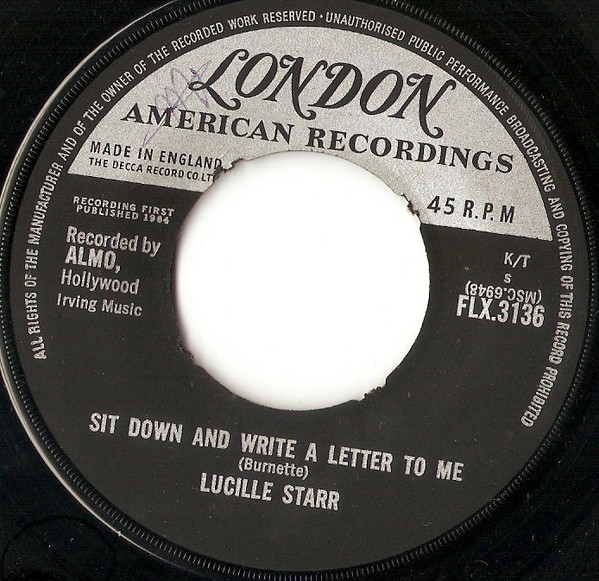 ALL RIGHTS OF THE MANUFACTURER AND OF THE OWNER OF THE RECORDED WORK RESERVED · UNAUTHORISED PUBLIC PERFORMANCE BROADCASTING AND COPYING OF THIS RECORD PROHIBITED
LONDON
AMERICAN RECORDINGS
MADE IN ENGLAND
THE DECCA RECORD CO. LTD
45 R.P.M
RECORDING FIRST
PUBLISHED 1964
Recorded by
ALMO,
Hollywood
Irving Music
K/T
s
(MSC.6948)
FLX.3136
SIT DOWN AND WRITE A LETTER TO ME
(Burnette)
LUCILLE STARR